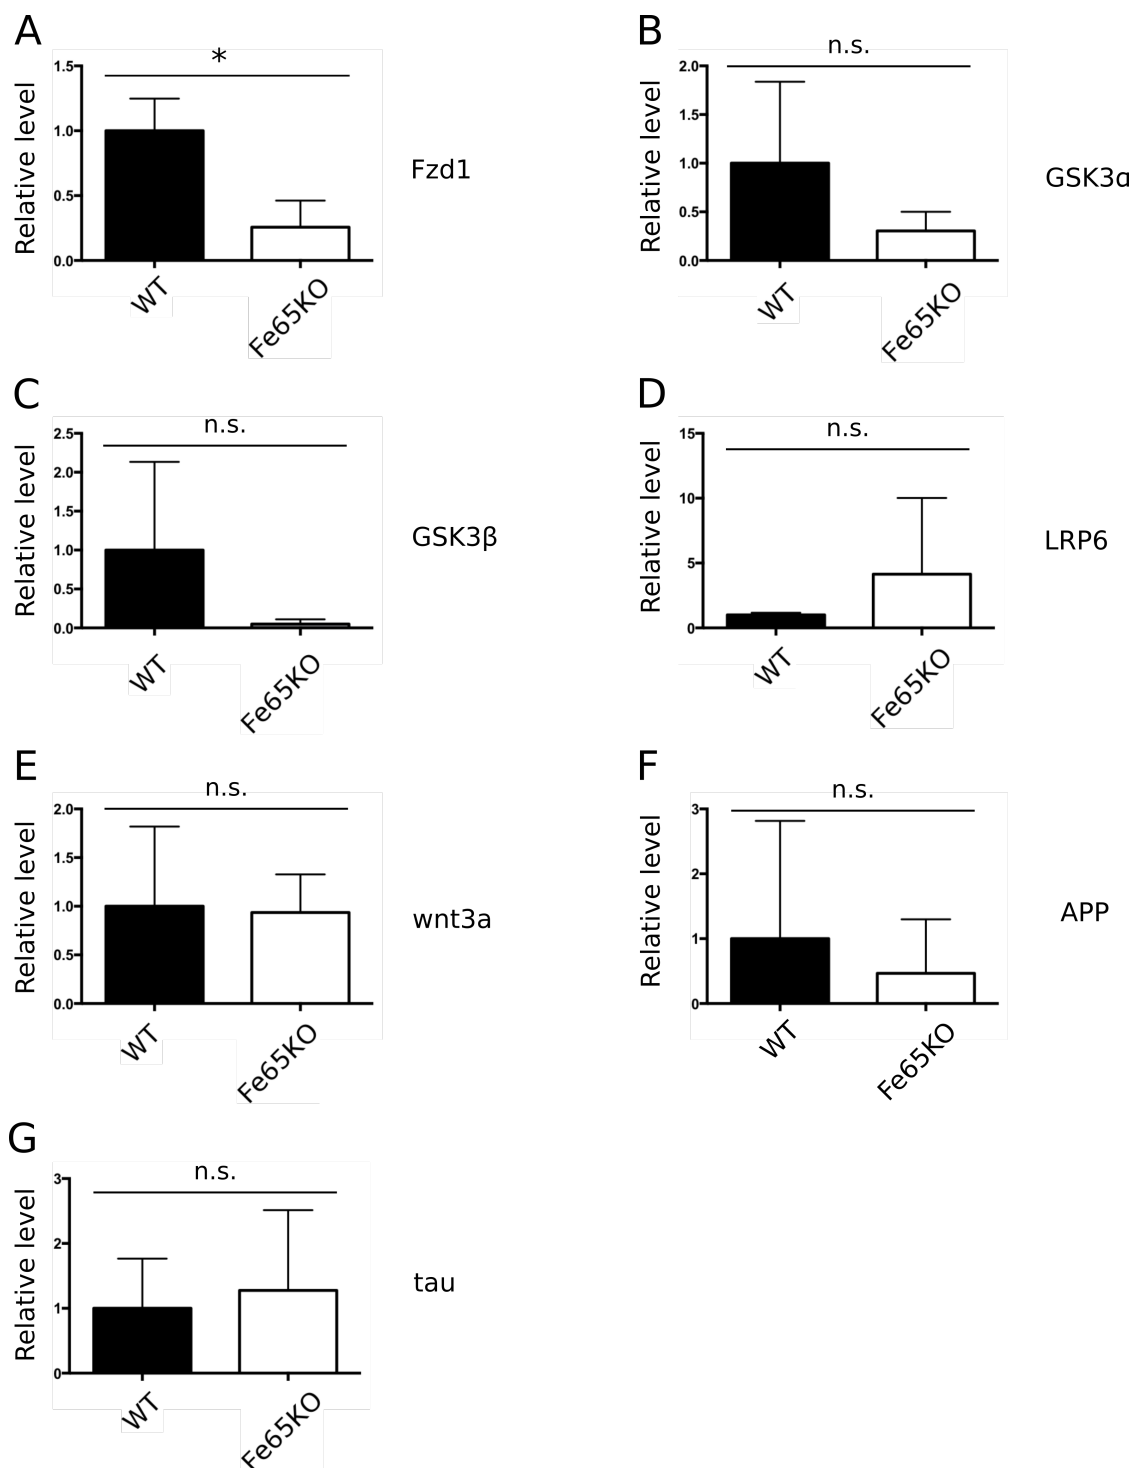 A
*
1.5
1.0
0.5
0.0
Relative level
WT
Fe65KO
Fzd1
B
n.s.
2.0
1.5
1.0
0.5
0.0
Relative level
WT
Fe65KO
GSK3α
C
n.s.
2.5
2.0
1.5
1.0
0.5
0.0
Relative level
WT
Fe65KO
GSK3β
D
n.s.
15
10
5
0
Relative level
WT
Fe65KO
LRP6
E
n.s.
2.0
1.5
1.0
0.5
0.0
Relative level
WT
Fe65KO
wnt3a
F
n.s.
3
2
1
0
Relative level
WT
Fe65KO
APP
G
n.s.
3
2
1
0
Relative level
WT
Fe65KO
tau